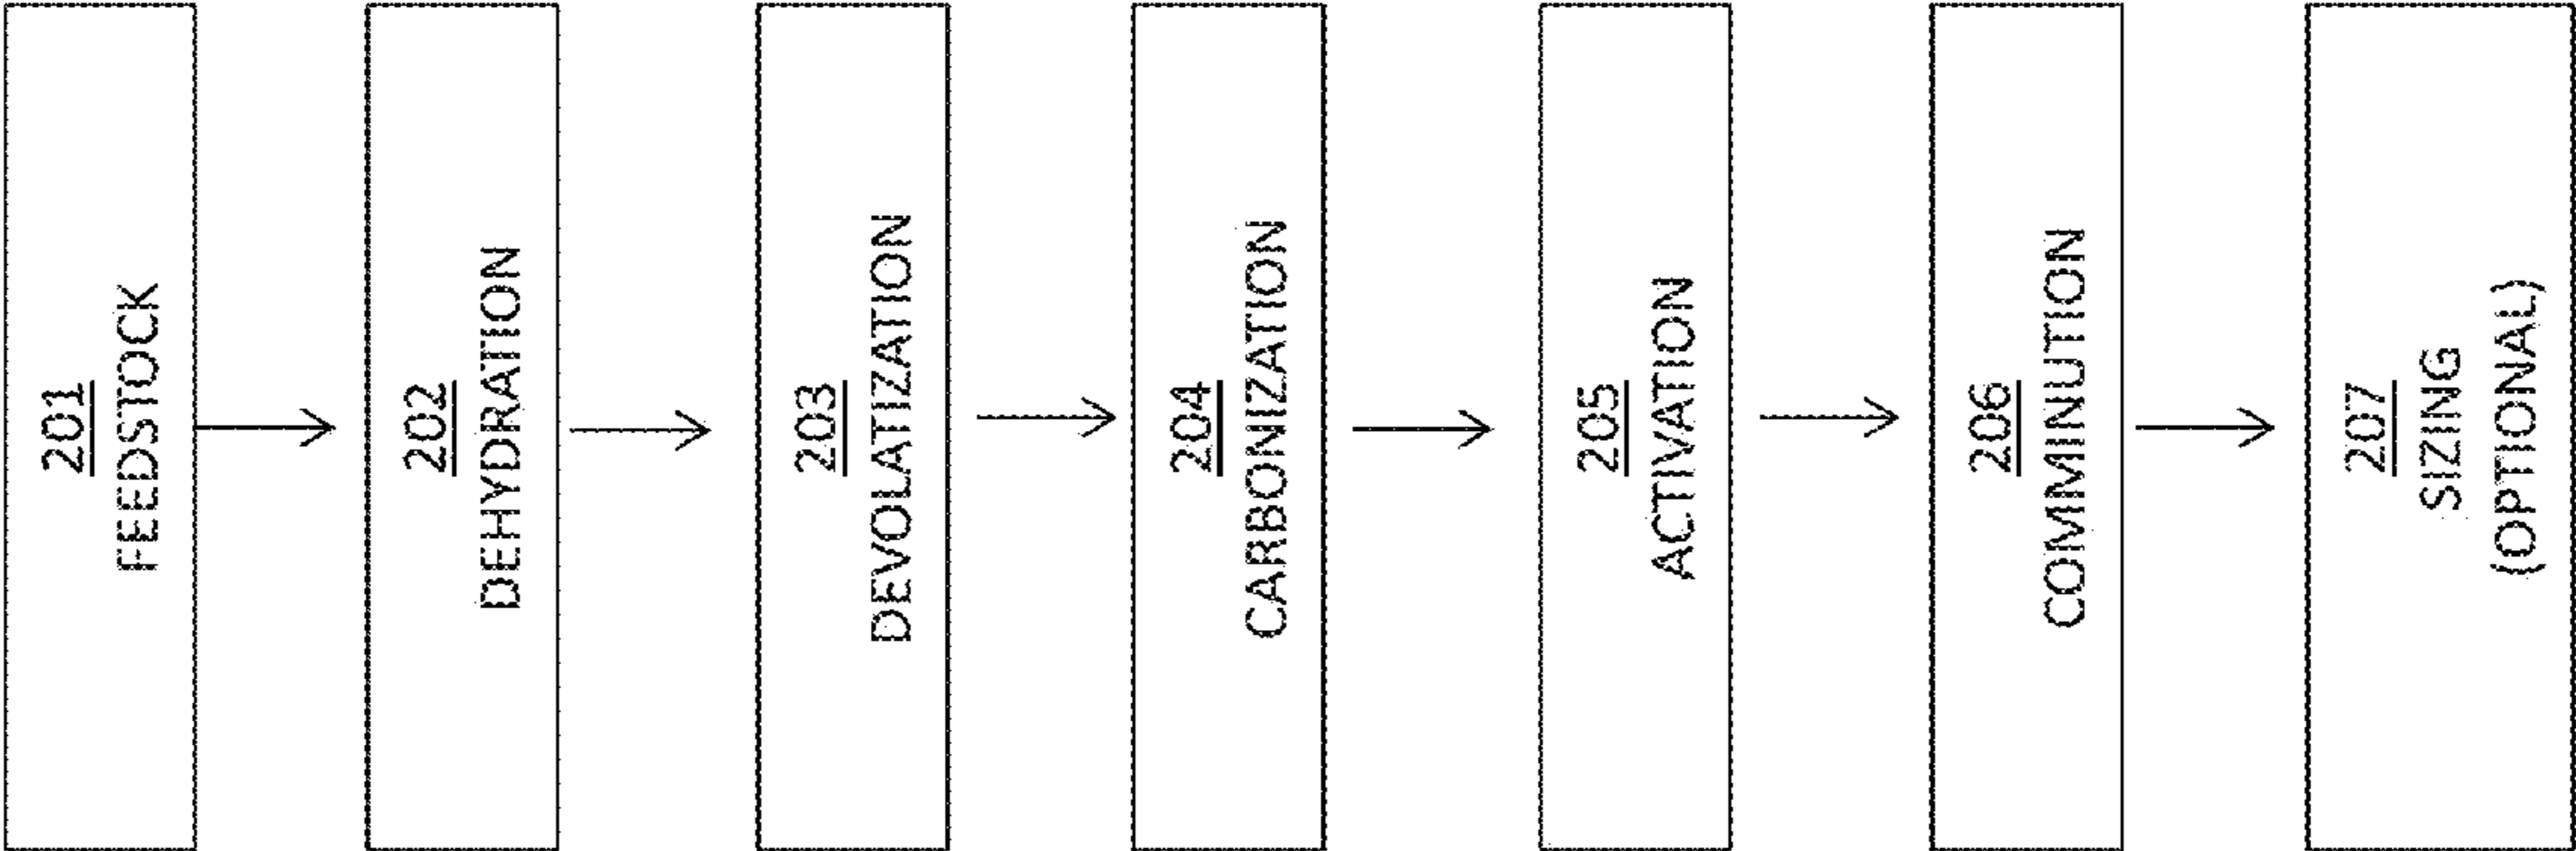 201
FEEDSTOCK
202
DEHYDRATION
203
DEVOLATIZATION
204
CARBONIZATION
205
ACTIVATION
206
COMMINUTION
207
SIZING
(OPTIONAL)